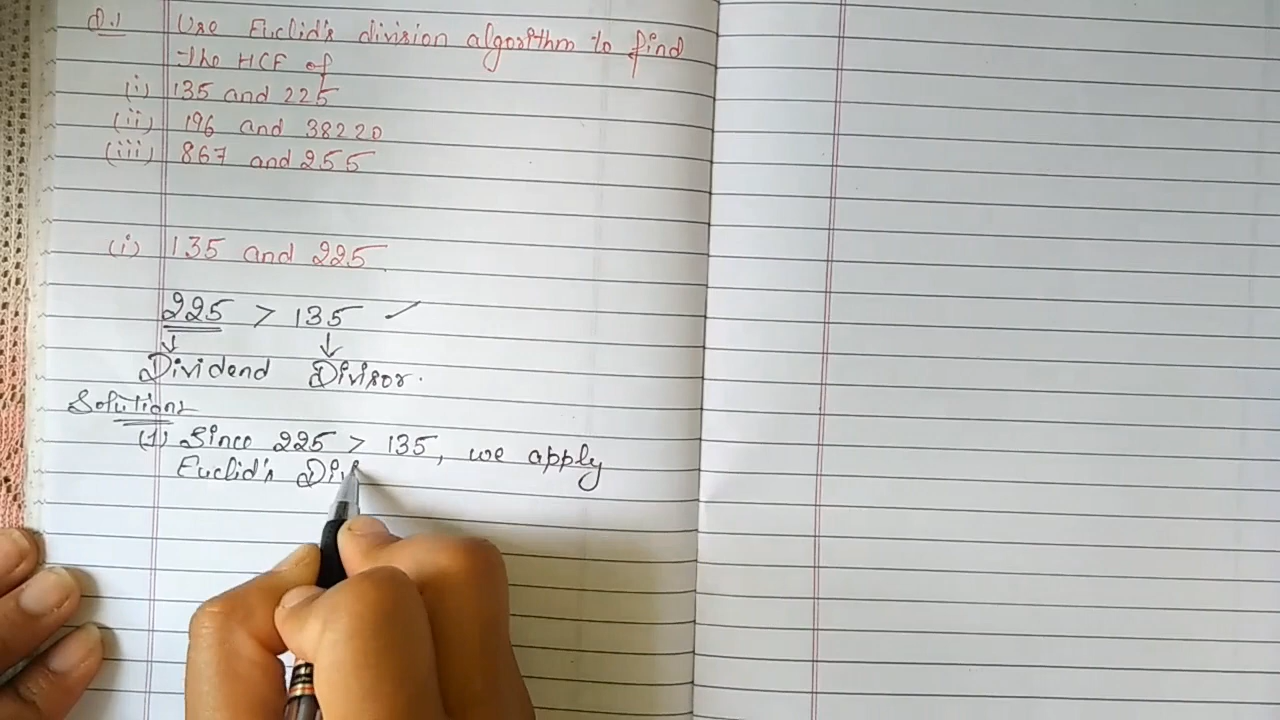 Q.1 Use Euclid's division algorithm to find
the HCF of
(i) 135 and 225
(ii) 196 and 38220
(iii) 867 and 255
(i) 135 and 225
225 > 135 ✓
↓ ↓
Dividend Divisor.
Solution:
(1) Since 225 > 135, we apply
Euclid's Divi